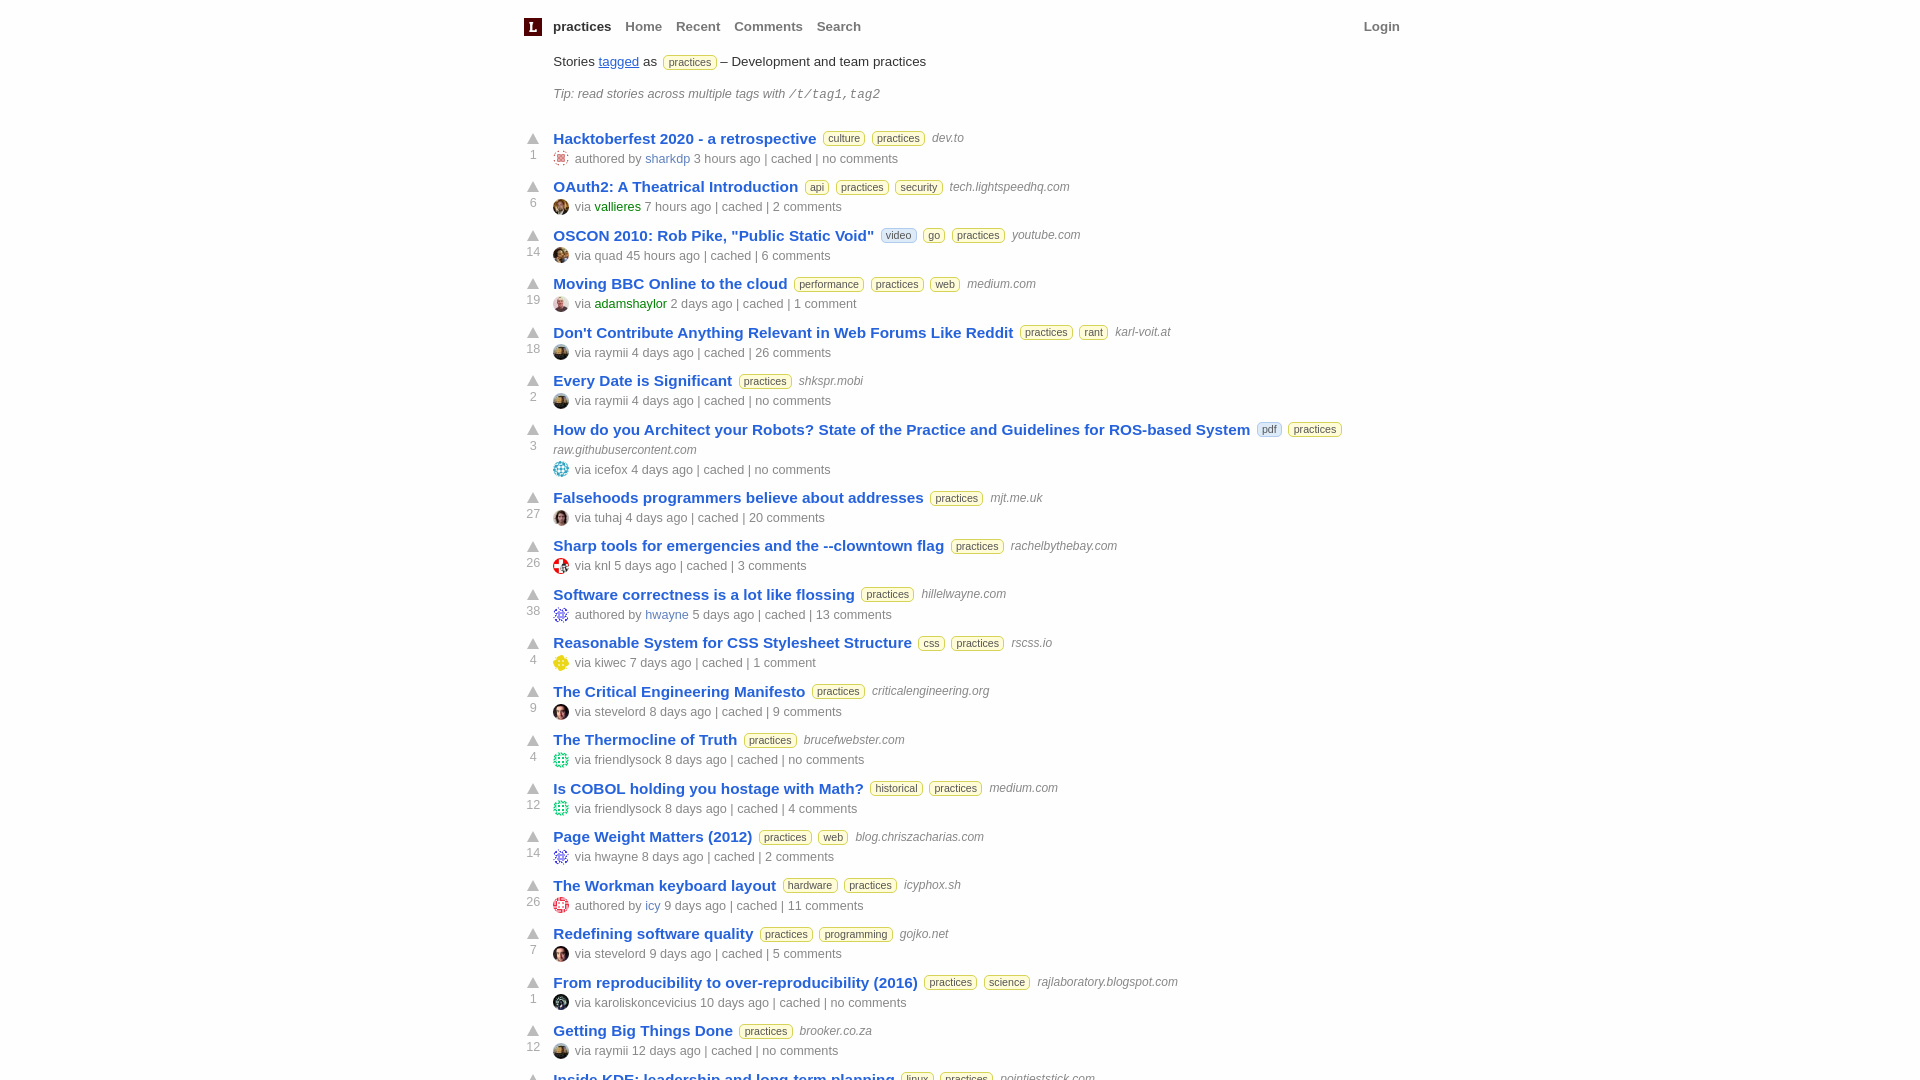 L practices Home Recent Comments Search Login
Stories tagged as practices – Development and team practices
Tip: read stories across multiple tags with /t/tag1,tag2
Hacktoberfest 2020 - a retrospective culture practices dev.to
1 authored by sharkdp 3 hours ago | cached | no comments
OAuth2: A Theatrical Introduction api practices security tech.lightspeedhq.com
6 via vallieres 7 hours ago | cached | 2 comments
OSCON 2010: Rob Pike, "Public Static Void" video go practices youtube.com
14 via quad 45 hours ago | cached | 6 comments
Moving BBC Online to the cloud performance practices web medium.com
19 via adamshaylor 2 days ago | cached | 1 comment
Don't Contribute Anything Relevant in Web Forums Like Reddit practices rant karl-voit.at
18 via raymii 4 days ago | cached | 26 comments
Every Date is Significant practices shkspr.mobi
2 via raymii 4 days ago | cached | no comments
How do you Architect your Robots? State of the Practice and Guidelines for ROS-based System pdf practices
3 raw.githubusercontent.com
via icefox 4 days ago | cached | no comments
Falsehoods programmers believe about addresses practices mjt.me.uk
27 via tuhaj 4 days ago | cached | 20 comments
Sharp tools for emergencies and the --clowntown flag practices rachelbythebay.com
26 via knl 5 days ago | cached | 3 comments
Software correctness is a lot like flossing practices hillelwayne.com
38 authored by hwayne 5 days ago | cached | 13 comments
Reasonable System for CSS Stylesheet Structure css practices rscss.io
4 via kiwec 7 days ago | cached | 1 comment
The Critical Engineering Manifesto practices criticalengineering.org
9 via stevelord 8 days ago | cached | 9 comments
The Thermocline of Truth practices brucefwebster.com
4 via friendlysock 8 days ago | cached | no comments
Is COBOL holding you hostage with Math? historical practices medium.com
12 via friendlysock 8 days ago | cached | 4 comments
Page Weight Matters (2012) practices web blog.chriszacharias.com
14 via hwayne 8 days ago | cached | 2 comments
The Workman keyboard layout hardware practices icyphox.sh
26 authored by icy 9 days ago | cached | 11 comments
Redefining software quality practices programming gojko.net
7 via stevelord 9 days ago | cached | 5 comments
From reproducibility to over-reproducibility (2016) practices science rajlaboratory.blogspot.com
1 via karoliskoncevicius 10 days ago | cached | no comments
Getting Big Things Done practices brooker.co.za
12 via raymii 12 days ago | cached | no comments
Inside KDE: leadership and long-term planning linux practices pointieststick.com